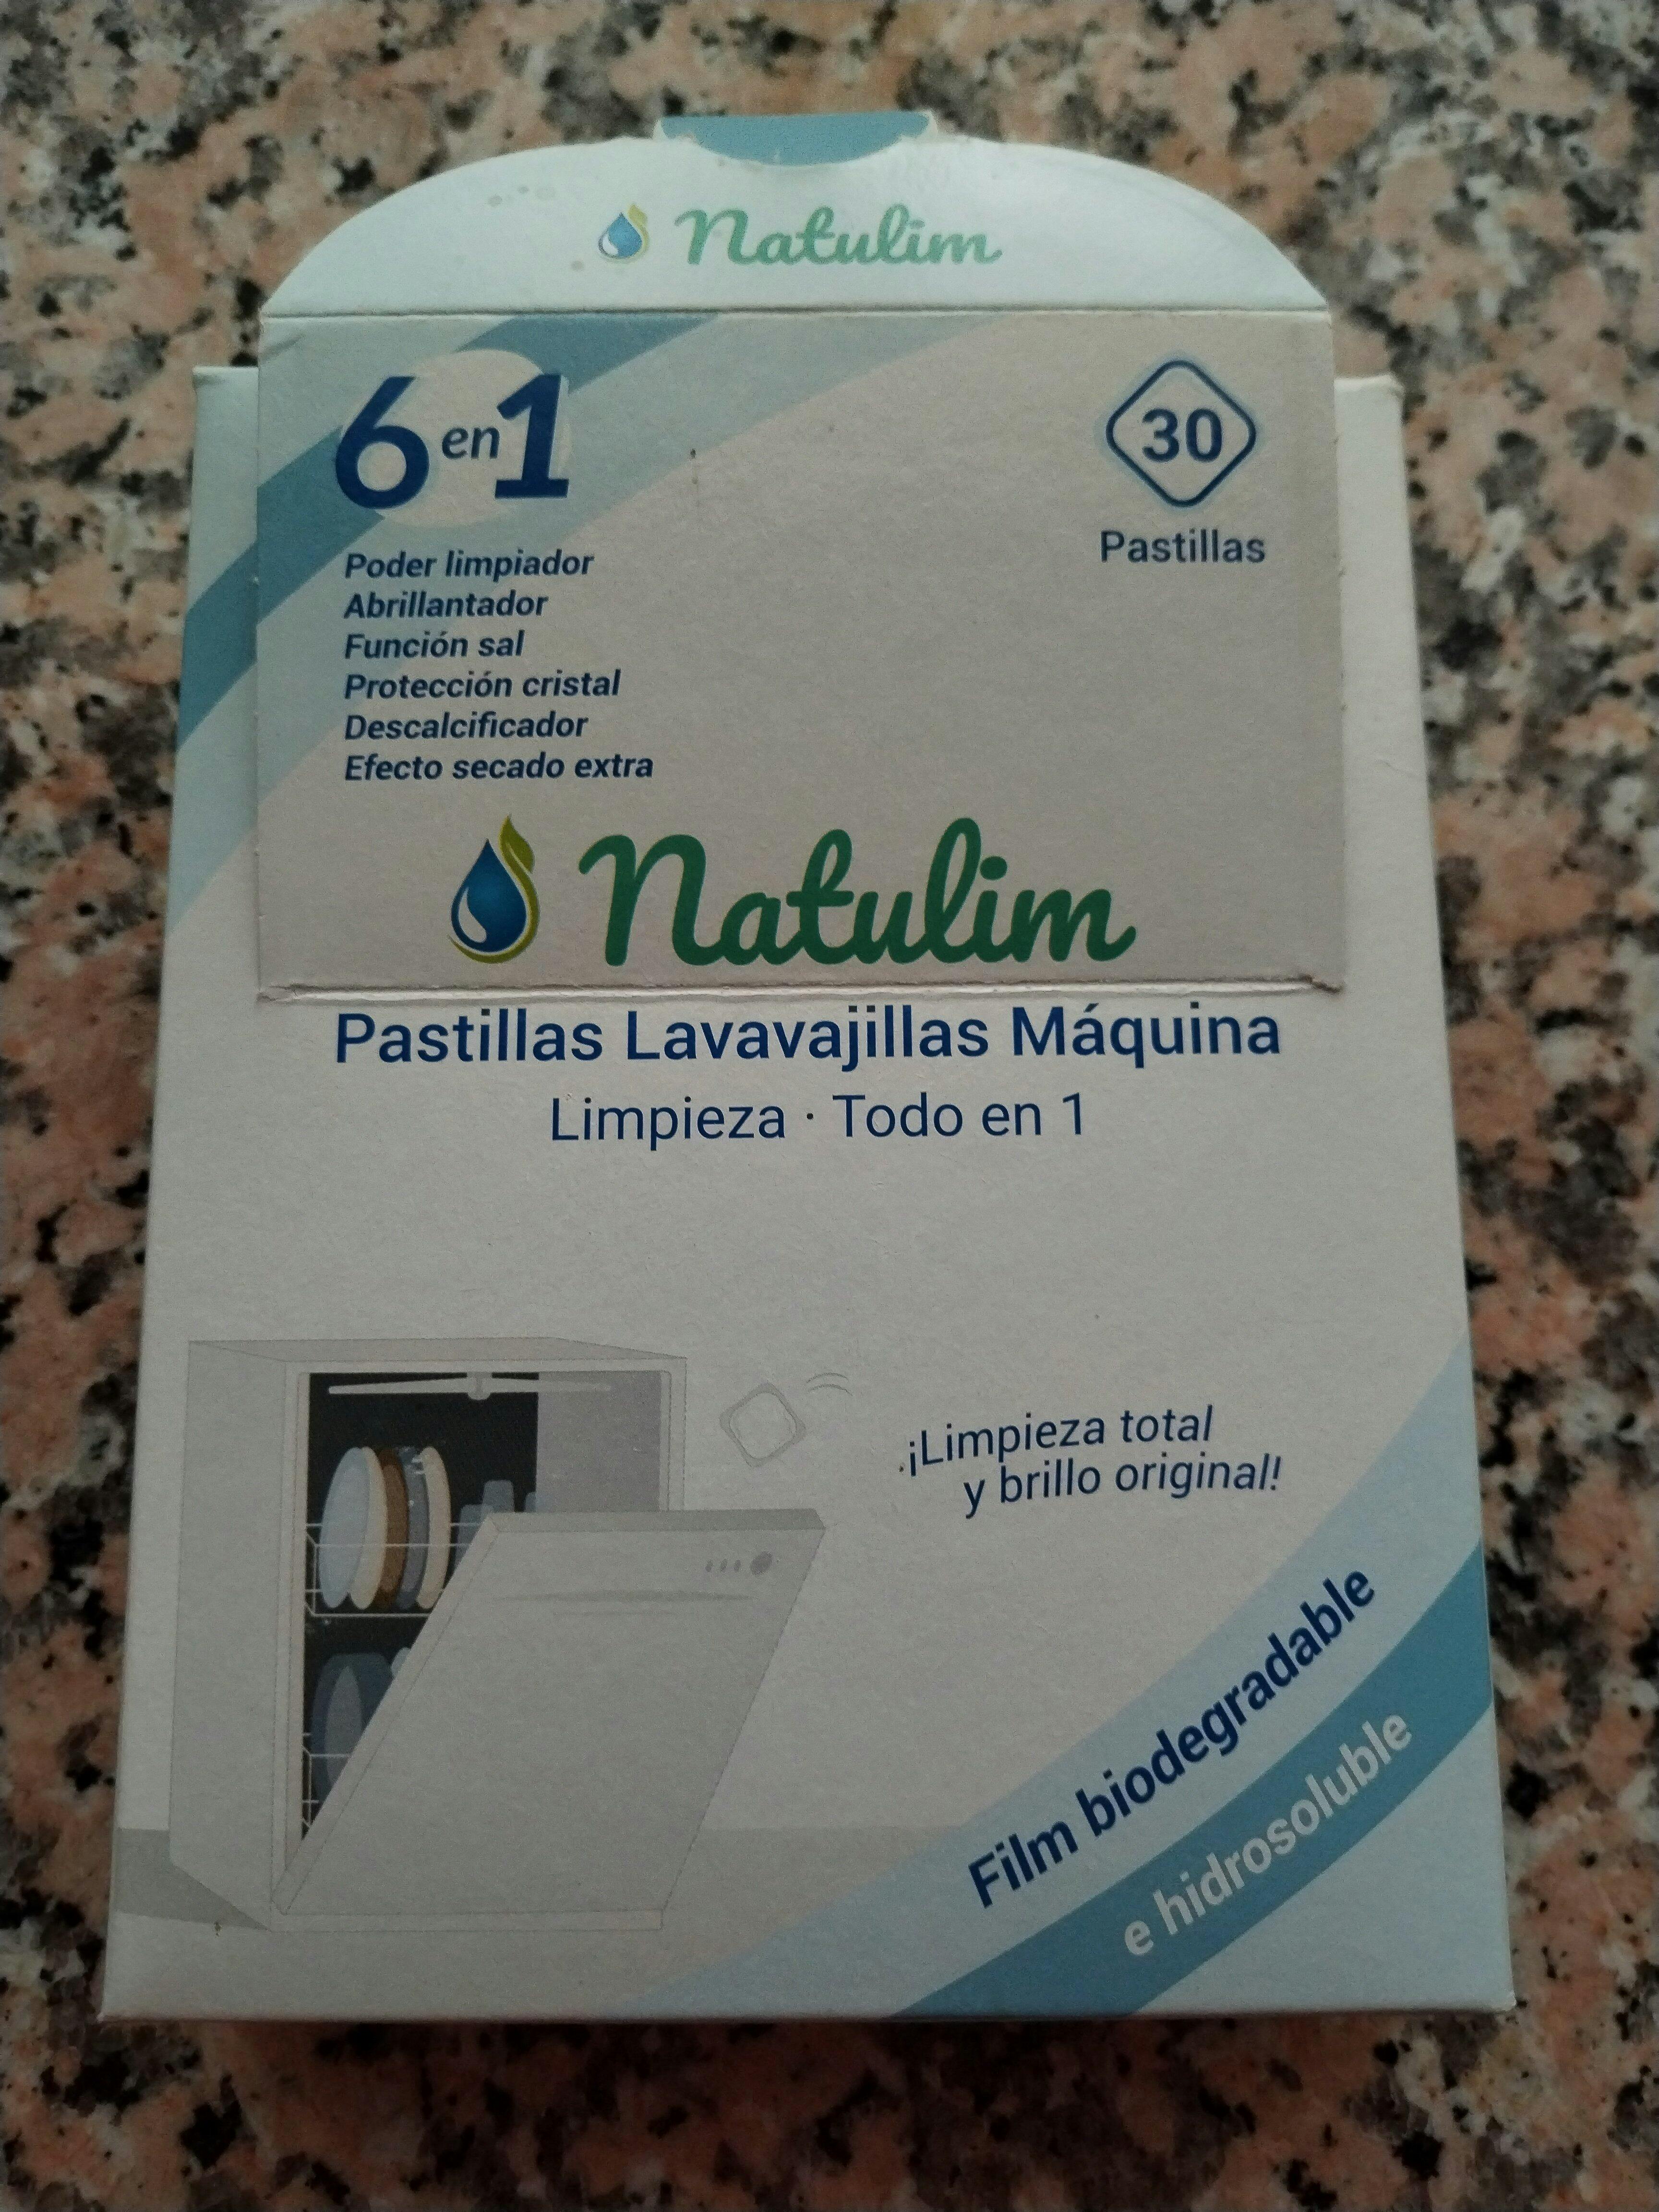 Natulim
6 en 1
30
Pastillas
Poder limpiador
Abrillantador
Función sal
Protección cristal
Descalcificador
Efecto secado extra
Natulim
Pastillas Lavavajillas Máquina
Limpieza · Todo en 1
¡Limpieza total
y brillo original!
Film biodegradable
e hidrosoluble